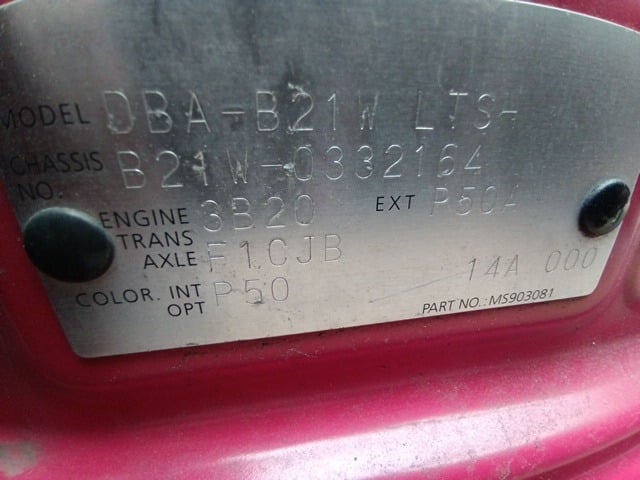 MODEL DBA-B21W LTS-
CHASSIS NO. B21W-0332164
ENGINE 3B20 EXT P50A
TRANS AXLE F1CJB
COLOR. INT P50 14A 000
OPT PART NO.: MS903081